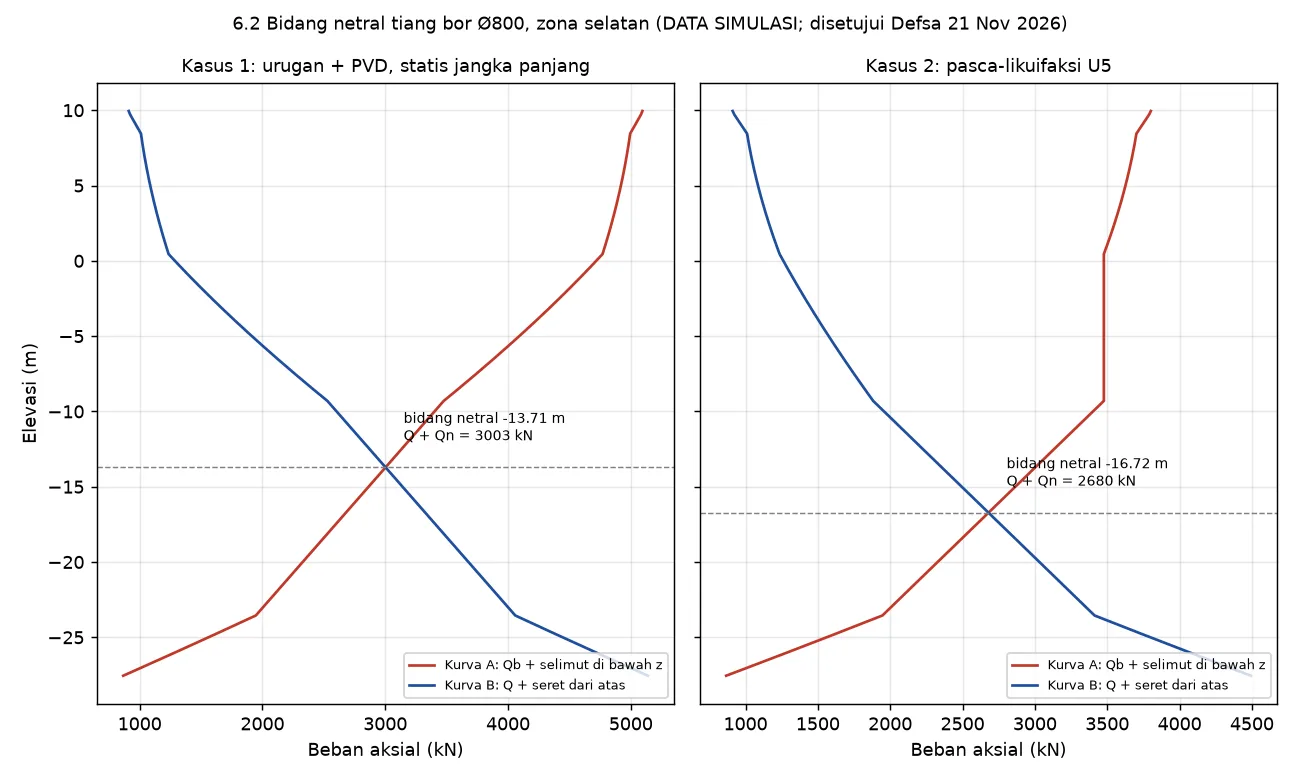 6.2 Bidang netral tiang bor Ø800, zona selatan (DATA SIMULASI; disetujui Defsa 21 Nov 2026)
Kasus 1: urugan + PVD, statis jangka panjang
Elevasi (m)
10
5
0
−5
−10
−15
−20
−25
bidang netral -13.71 m
Q + Qn = 3003 kN
Kurva A: Qb + selimut di bawah z
Kurva B: Q + seret dari atas
1000 2000 3000 4000 5000
Beban aksial (kN)
Kasus 2: pasca-likuifaksi U5
bidang netral -16.72 m
Q + Qn = 2680 kN
Kurva A: Qb + selimut di bawah z
Kurva B: Q + seret dari atas
1000 1500 2000 2500 3000 3500 4000 4500
Beban aksial (kN)